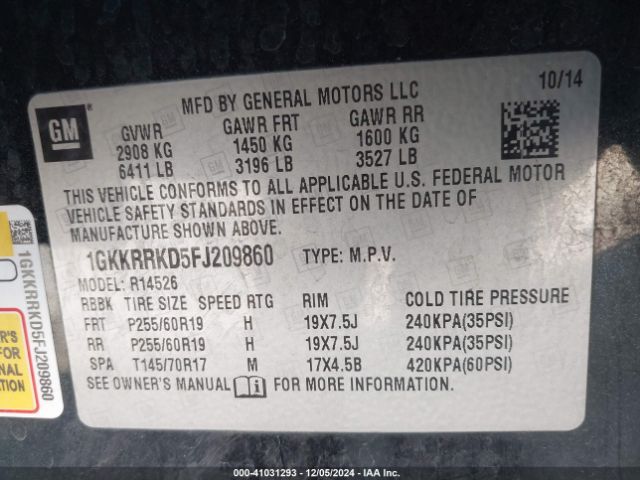 GM
MFD BY GENERAL MOTORS LLC
10/14
GVWR GAWR FRT GAWR RR
2908 KG 1450 KG 1600 KG
6411 LB 3196 LB 3527 LB
THIS VEHICLE CONFORMS TO ALL APPLICABLE U.S. FEDERAL MOTOR
VEHICLE SAFETY STANDARDS IN EFFECT ON THE DATE OF
MANUFACTURE SHOWN ABOVE.
1GKKRRKD5FJ209860 TYPE: M.P.V.
MODEL: R14526
RBBK TIRE SIZE SPEED RTG RIM COLD TIRE PRESSURE
FRT P255/60R19 H 19X7.5J 240KPA(35PSI)
RR P255/60R19 H 19X7.5J 240KPA(35PSI)
SPA T145/70R17 M 17X4.5B 420KPA(60PSI)
SEE OWNER'S MANUAL FOR MORE INFORMATION.
1GKKRRKD5FJ209860
R'S
FOR
NAL
ATION
000-41031293 - 12/05/2024 - IAA Inc.